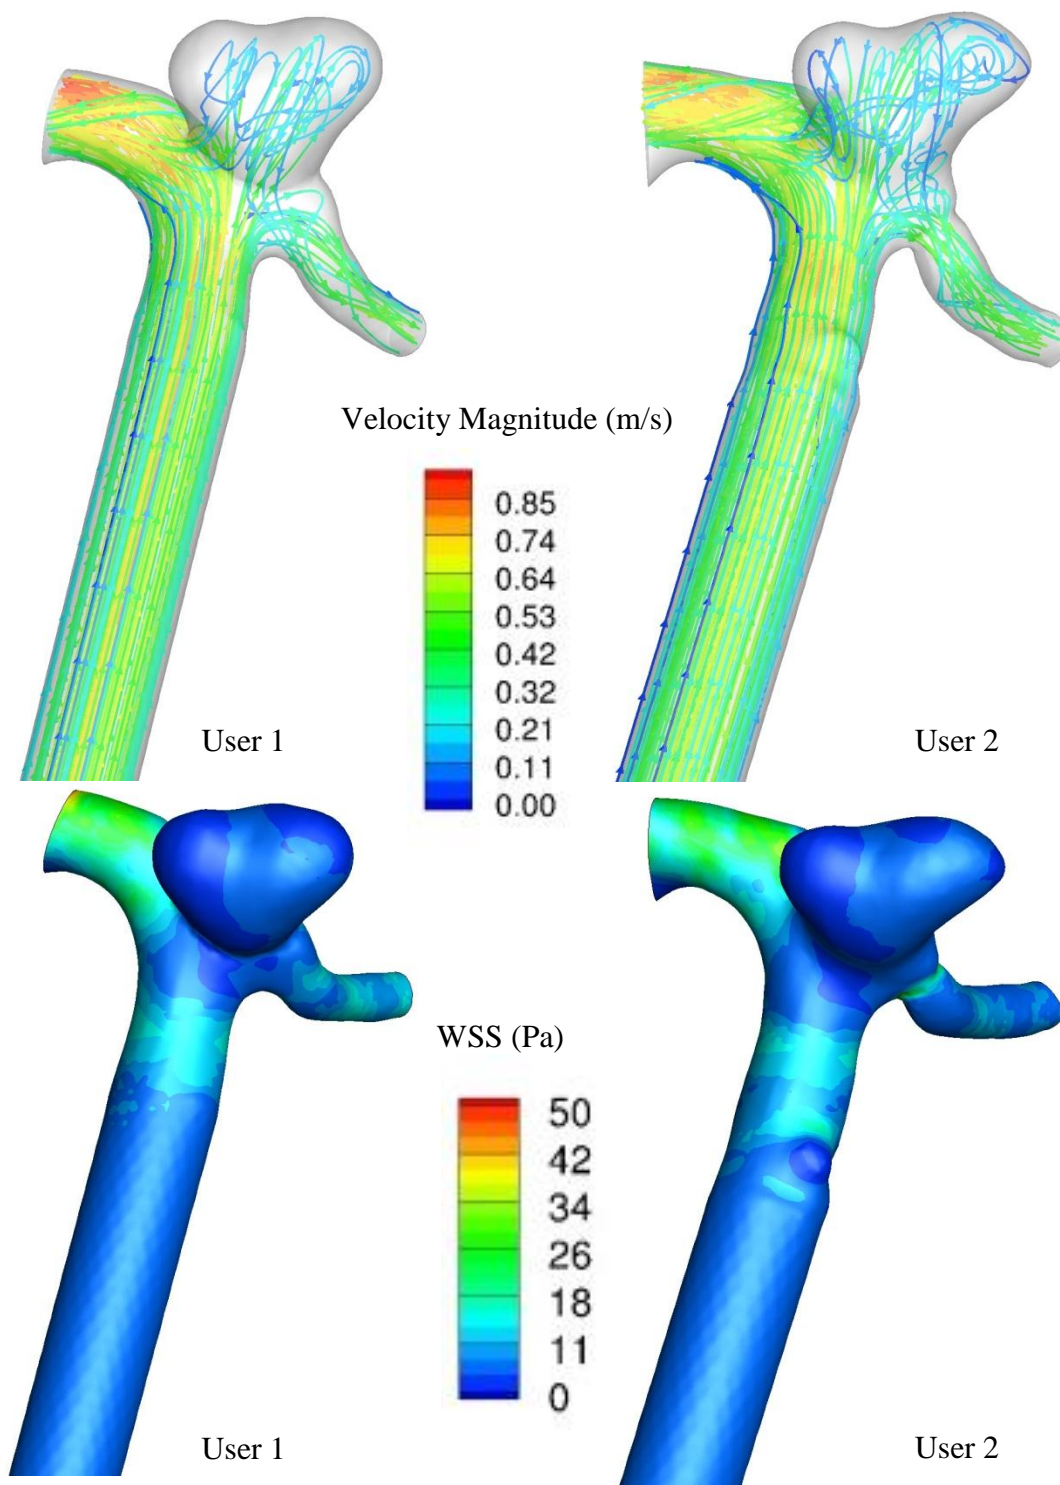 Velocity Magnitude (m/s)
0.85
0.74
0.64
0.53
0.42
0.32
0.21
0.11
0.00
User 1
User 2
WSS (Pa)
50
42
34
26
18
11
0
User 1
User 2